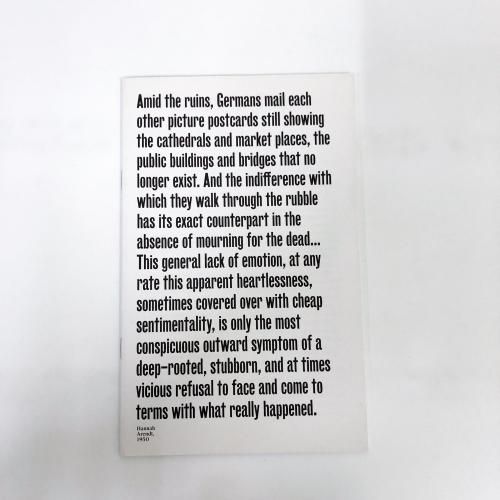 Amid the ruins, Germans mail each
other picture postcards still showing
the cathedrals and market places, the
public buildings and bridges that no
longer exist. And the indifference with
which they walk through the rubble
has its exact counterpart in the
absence of mourning for the dead...
This general lack of emotion, at any
rate this apparent heartlessness,
sometimes covered over with cheap
sentimentality, is only the most
conspicuous outward symptom of a
deep-rooted, stubborn, and at times
vicious refusal to face and come to
terms with what really happened.
Hannah
Arendt,
1950